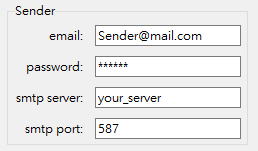 Sender
email: Sender@mail.com
password: ******
smtp server: your_server
smtp port: 587